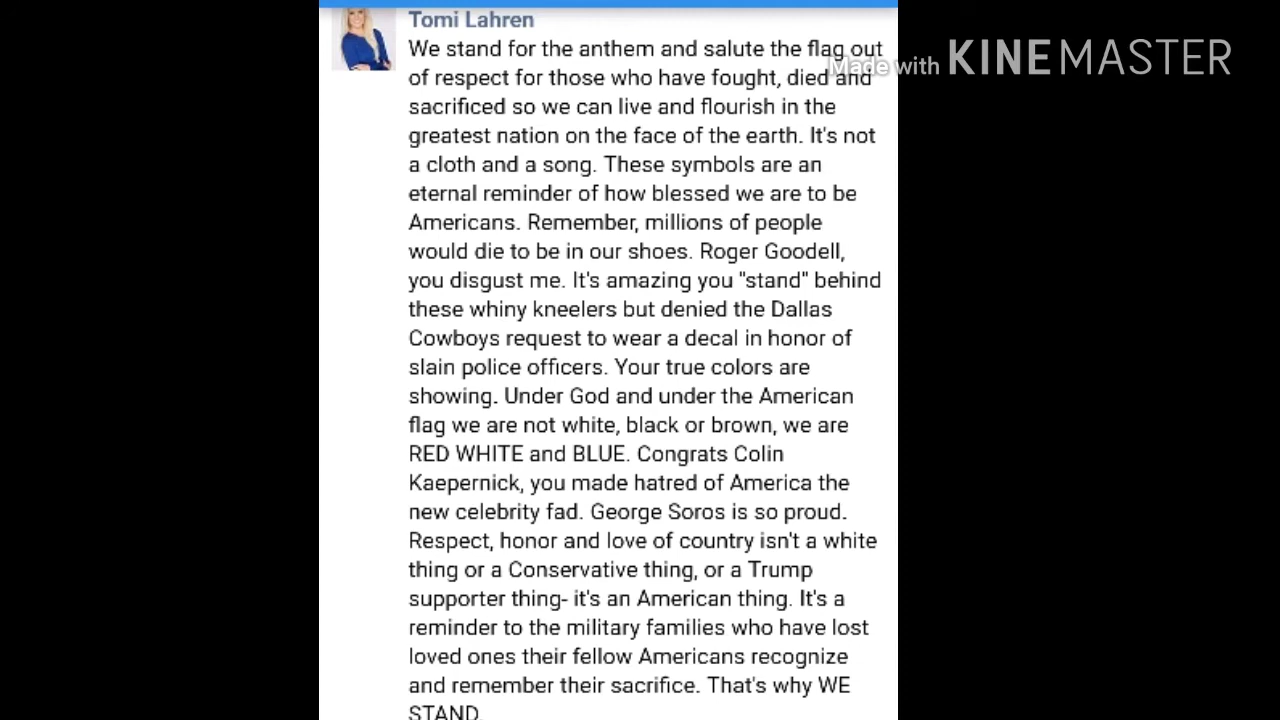 Tomi Lahren
We stand for the anthem and salute the flag out
of respect for those who have fought, died and
sacrificed so we can live and flourish in the
greatest nation on the face of the earth. It's not
a cloth and a song. These symbols are an
eternal reminder of how blessed we are to be
Americans. Remember, millions of people
would die to be in our shoes. Roger Goodell,
you disgust me. It's amazing you "stand" behind
these whiny kneelers but denied the Dallas
Cowboys request to wear a decal in honor of
slain police officers. Your true colors are
showing. Under God and under the American
flag we are not white, black or brown, we are
RED WHITE and BLUE. Congrats Colin
Kaepernick, you made hatred of America the
new celebrity fad. George Soros is so proud.
Respect, honor and love of country isn't a white
thing or a Conservative thing, or a Trump
supporter thing- it's an American thing. It's a
reminder to the military families who have lost
loved ones their fellow Americans recognize
and remember their sacrifice. That's why WE
STAND.
Made with KINEMASTER